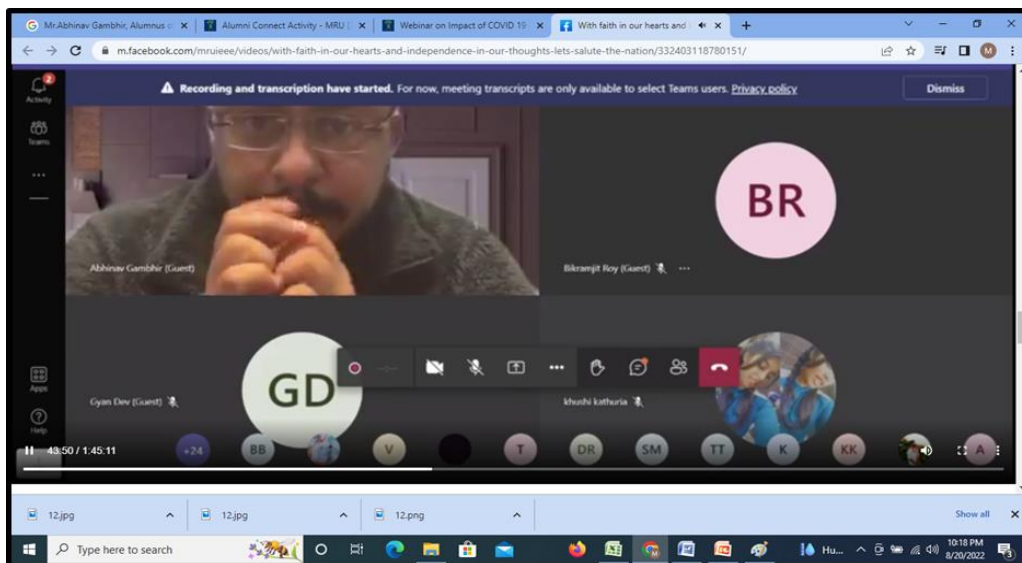 Mr.Abhinav Gambhir, Alumnus o
Alumni Connect Activity - MRU
Webinar on Impact of COVID 19
With faith in our hearts and
m.facebook.com/mruieee/videos/with-faith-in-our-hearts-and-independence-in-our-thoughts-lets-salute-the-nation/332403118780151/
M
2
Activity
Recording and transcription have started. For now, meeting transcripts are only available to select Teams users. Privacy policy
Dismiss
Teams
BR
Abhinav Gambhir (Guest)
Bikramjit Roy (Guest)
GD
Apps
Gyan Dev (Guest)
khushi kathuria
Help
+24
BB
V
T
DR
SM
TT
K
KK
A
43:50 / 1:45:11
12.jpg
12.jpg
12.png
Show all
Type here to search
Hu...
10:18 PM
8/20/2022
3